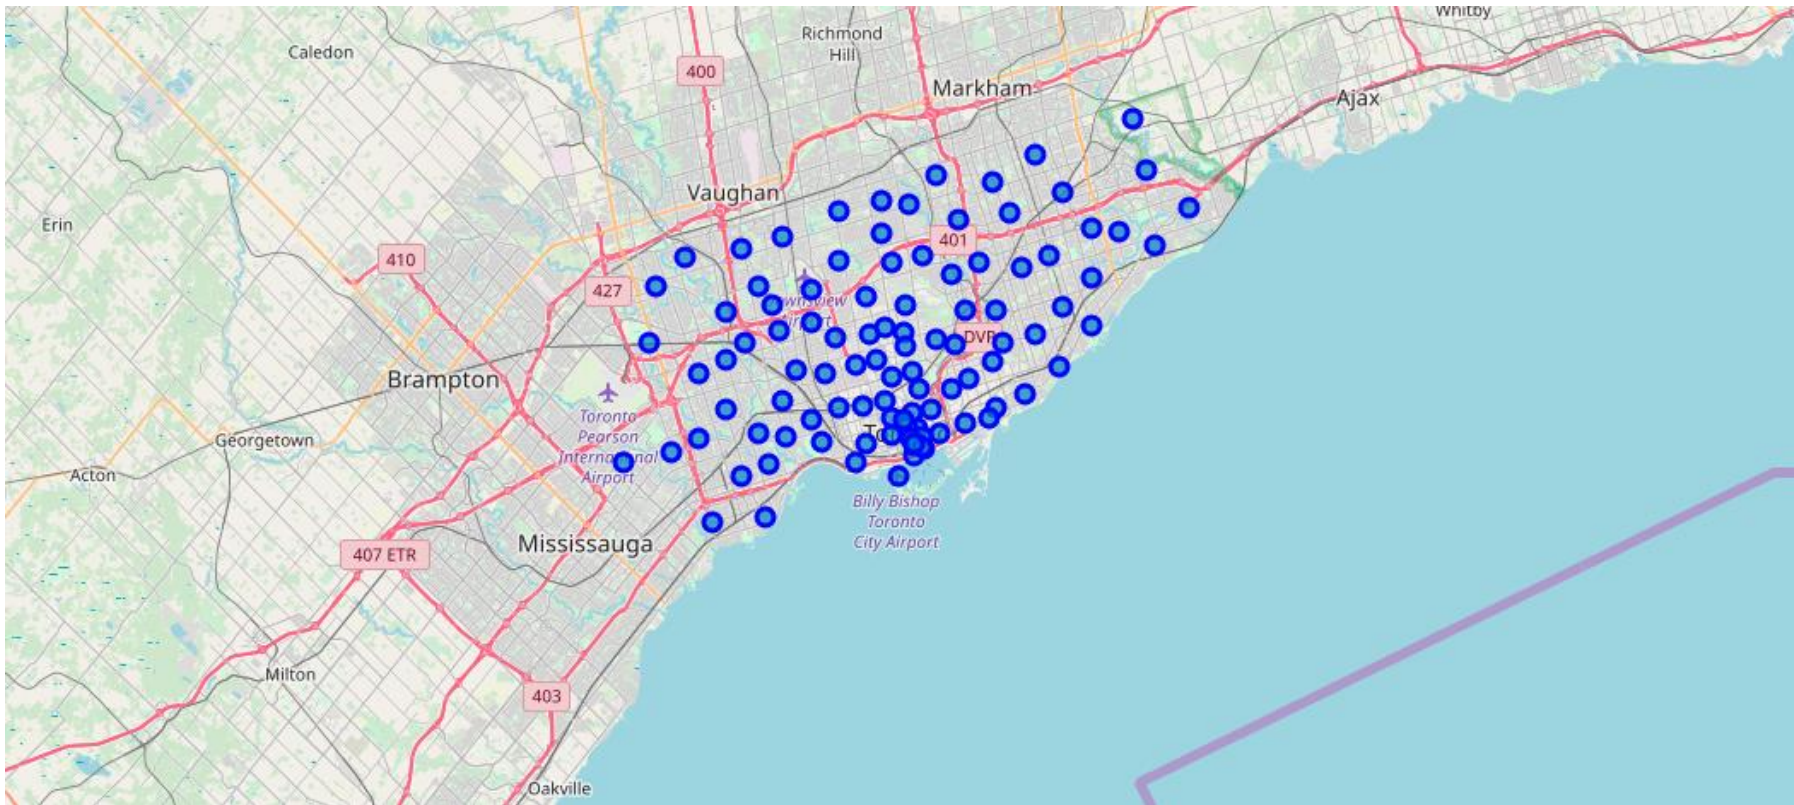 Whitby
Caledon
Richmond
Hill
400
Markham
Ajax
Vaughan
Erin
401
410
427
DVP
Brampton
Toronto
Pearson
International
Airport
Georgetown
Acton
Billy Bishop
Toronto
City Airport
Mississauga
407 ETR
Milton
403
Oakville